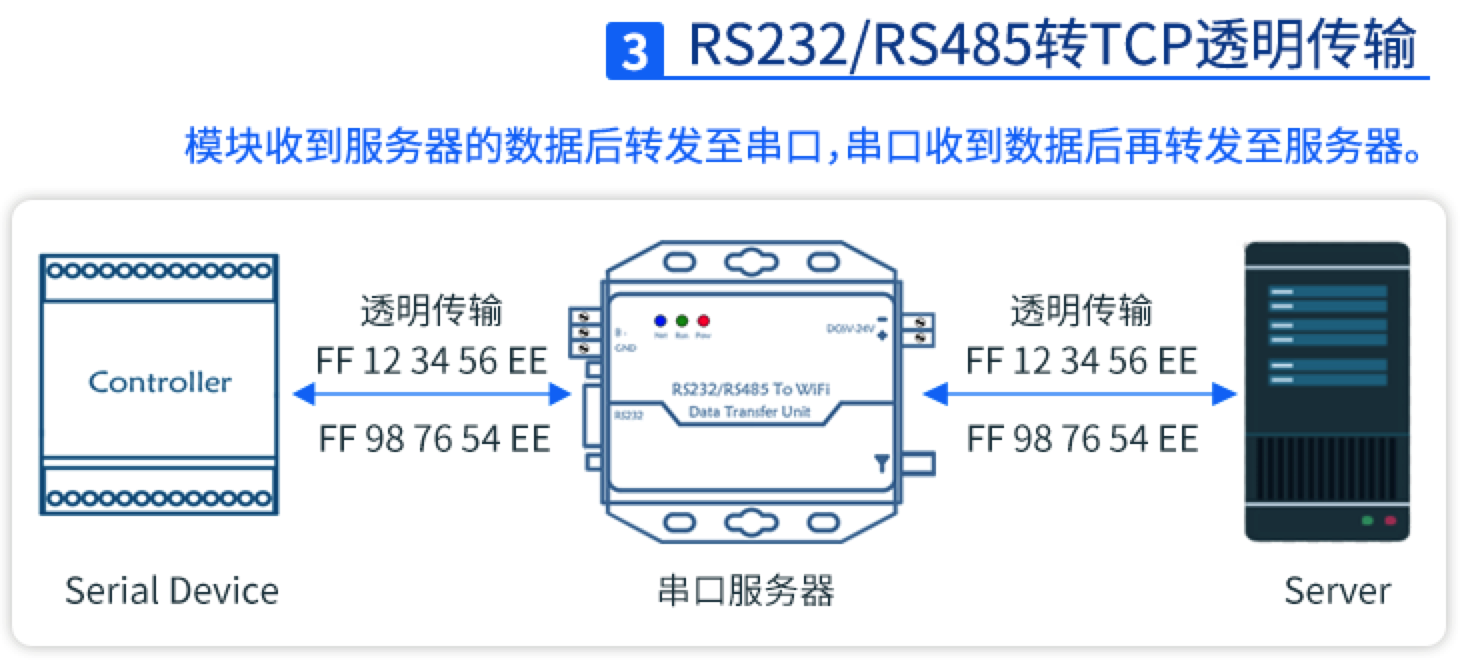 3 RS232/RS485转TCP透明传输
模块收到服务器的数据后转发至串口,串口收到数据后再转发至服务器。
Controller
透明传输
FF 12 34 56 EE
FF 98 76 54 EE
Net Run Pow
B -
GND
DC5V-24V
RS232/RS485 To WiFi
Data Transfer Unit
RS232
透明传输
FF 12 34 56 EE
FF 98 76 54 EE
Serial Device
串口服务器
Server